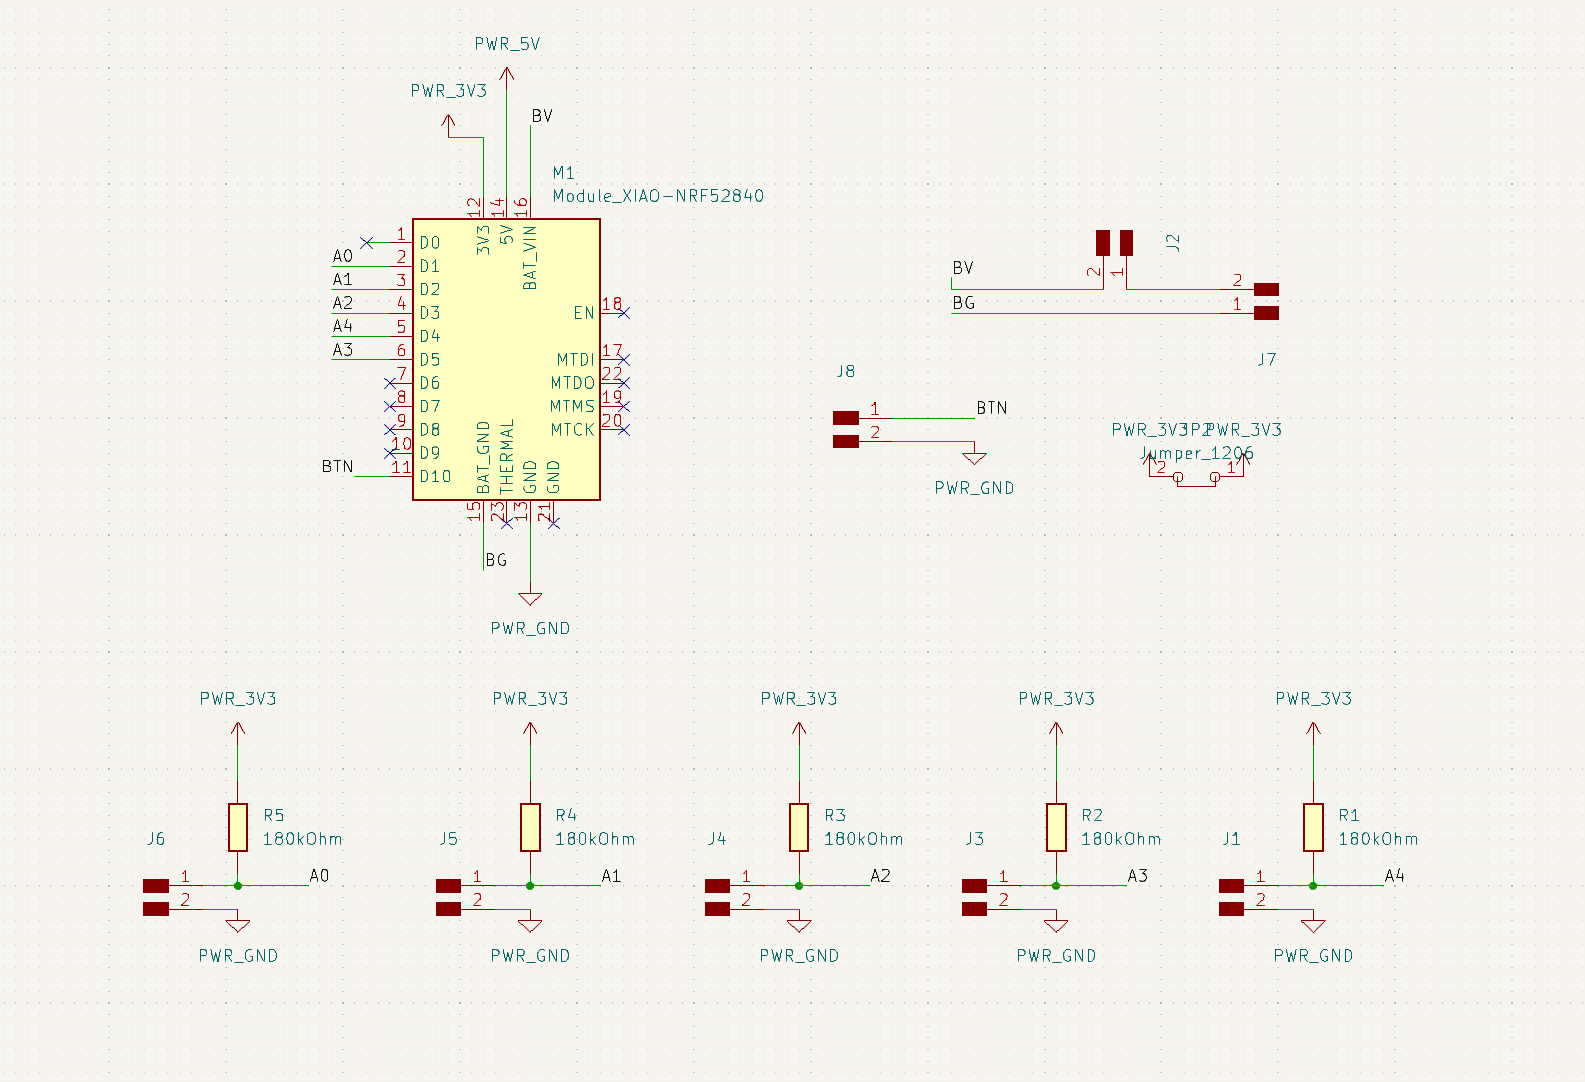 PWR_5V
PWR_3V3
BV
M1
Module_XIAO-NRF52840
12
14
16
3V3
5V
BAT_VIN
1 D0
A0 2 D1
A1 3 D2
A2 4 D3
A4 5 D4
A3 6 D5
7 D6
8 D7
9 D8
10 D9
BTN 11 D10
EN 18
MTDI 17
MTDO 22
MTMS 19
MTCK 20
BAT_GND
THERMAL
GND
GND
15
23
13
21
BG
PWR_GND
J2
2
1
BV
2
BG
1
J7
J8
1
BTN
2
PWR_GND
PWR_3V3
JP2
PWR_3V3
Jumper_1206
2
1
PWR_3V3
R5
180kOhm
J6
1
A0
2
PWR_GND
PWR_3V3
R4
180kOhm
J5
1
A1
2
PWR_GND
PWR_3V3
R3
180kOhm
J4
1
A2
2
PWR_GND
PWR_3V3
R2
180kOhm
J3
1
A3
2
PWR_GND
PWR_3V3
R1
180kOhm
J1
1
A4
2
PWR_GND